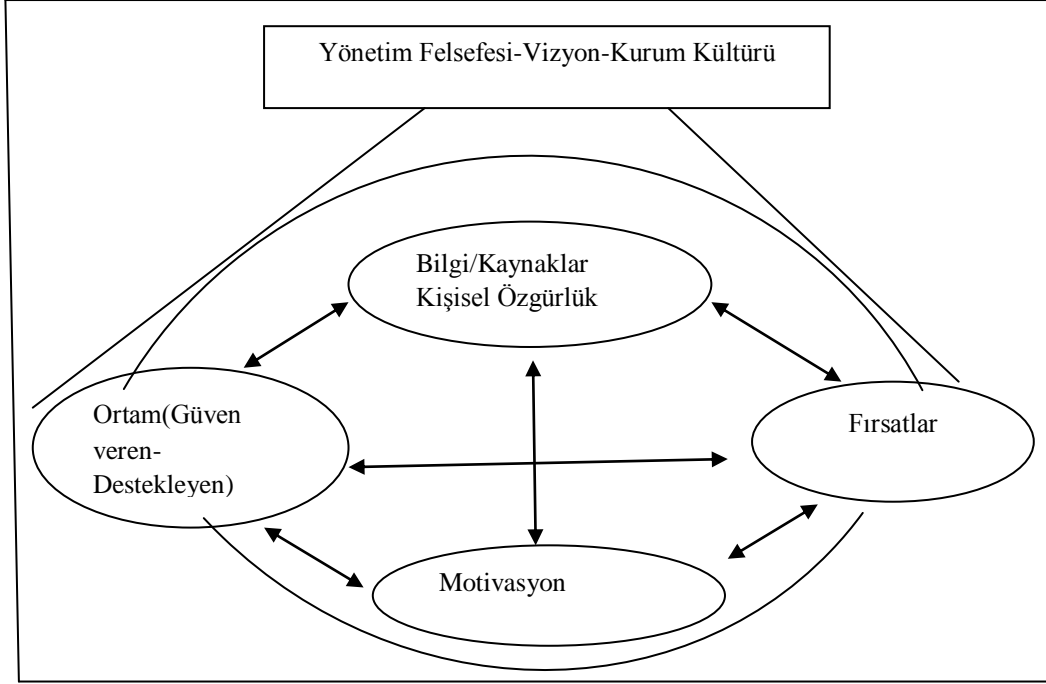 Yönetim Felsefesi-Vizyon-Kurum Kültürü
Bilgi/Kaynaklar
Kişisel Özgürlük
Ortam(Güven
veren-
Destekleyen)
Fırsatlar
Motivasyon